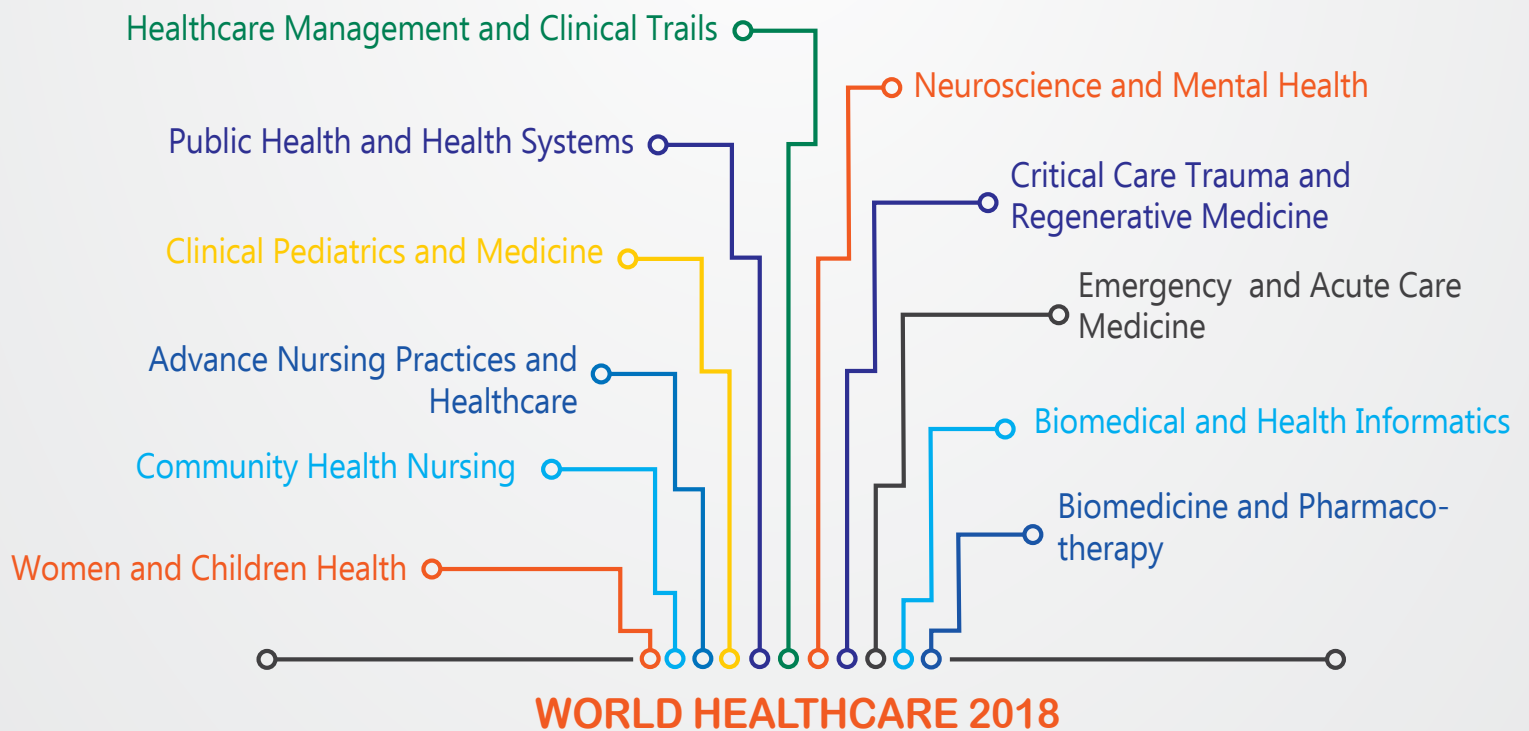 Healthcare Management and Clinical Trails
Neuroscience and Mental Health
Public Health and Health Systems
Critical Care Trauma and
Regenerative Medicine
Clinical Pediatrics and Medicine
Emergency  and Acute Care
Medicine
Advance Nursing Practices and
Healthcare
Biomedical and Health Informatics
Community Health Nursing
Biomedicine and Pharmaco-
therapy
Women and Children Health
WORLD HEALTHCARE 2018